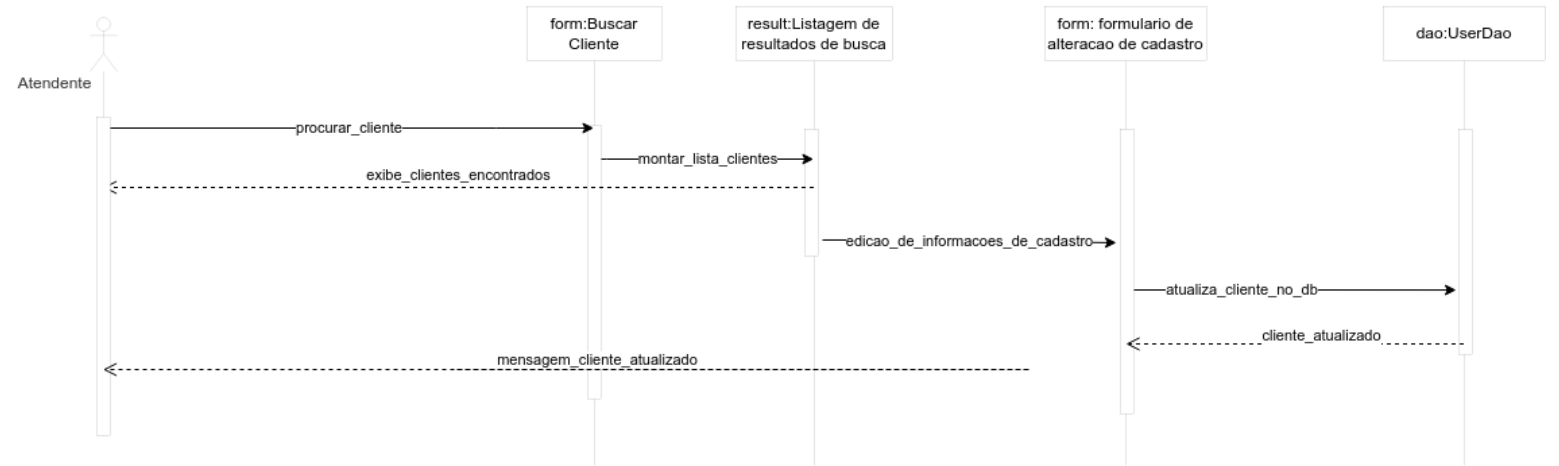 form:Buscar
Cliente
result:Listagem de
resultados de busca
form: formulario de
alteracao de cadastro
dao:UserDao
Atendente
procurar_cliente
montar_lista_clientes
exibe_clientes_encontrados
edicao_de_informacoes_de_cadastro
atualiza_cliente_no_db
cliente_atualizado
mensagem_cliente_atualizado